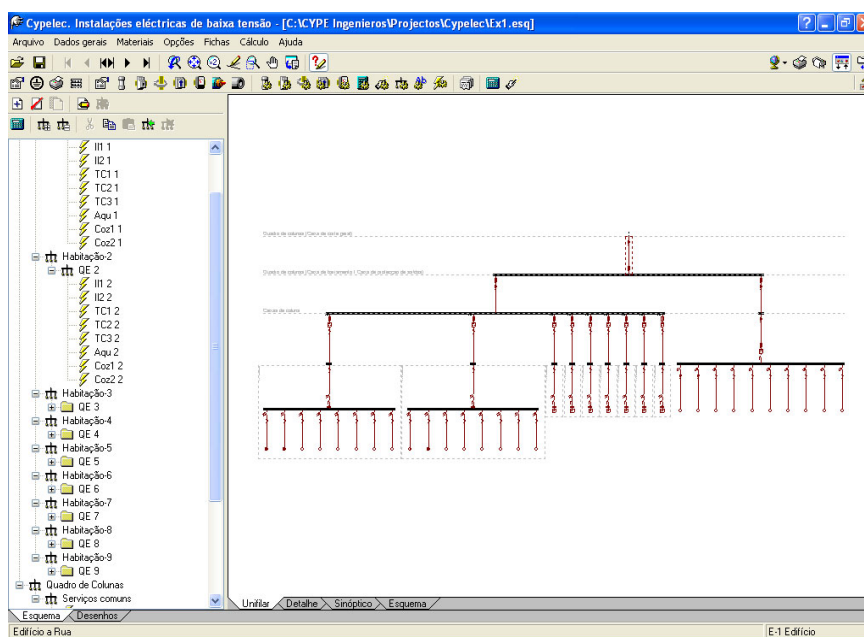 Cypelec. Instalações eléctricas de baixa tensão - [C:\CYPE Ingenieros\Projectos\Cypelec\Ex1.esq]
Arquivo Dados gerais Materiais Opções Fichas Cálculo Ajuda
Il1 1
Il2 1
TC1 1
TC2 1
TC3 1
Aqu 1
Coz1 1
Coz2 1
Habitação-2
QE 2
Il1 2
Il2 2
TC1 2
TC2 2
TC3 2
Aqu 2
Coz1 2
Coz2 2
Habitação-3
QE 3
Habitação-4
QE 4
Habitação-5
QE 5
Habitação-6
QE 6
Habitação-7
QE 7
Habitação-8
QE 8
Habitação-9
QE 9
Quadro de Colunas
Serviços comuns
Esquema Desenhos
Unifilar Detalhe Sinóptico Esquema
Edifício a Rua
E-1 Edifício